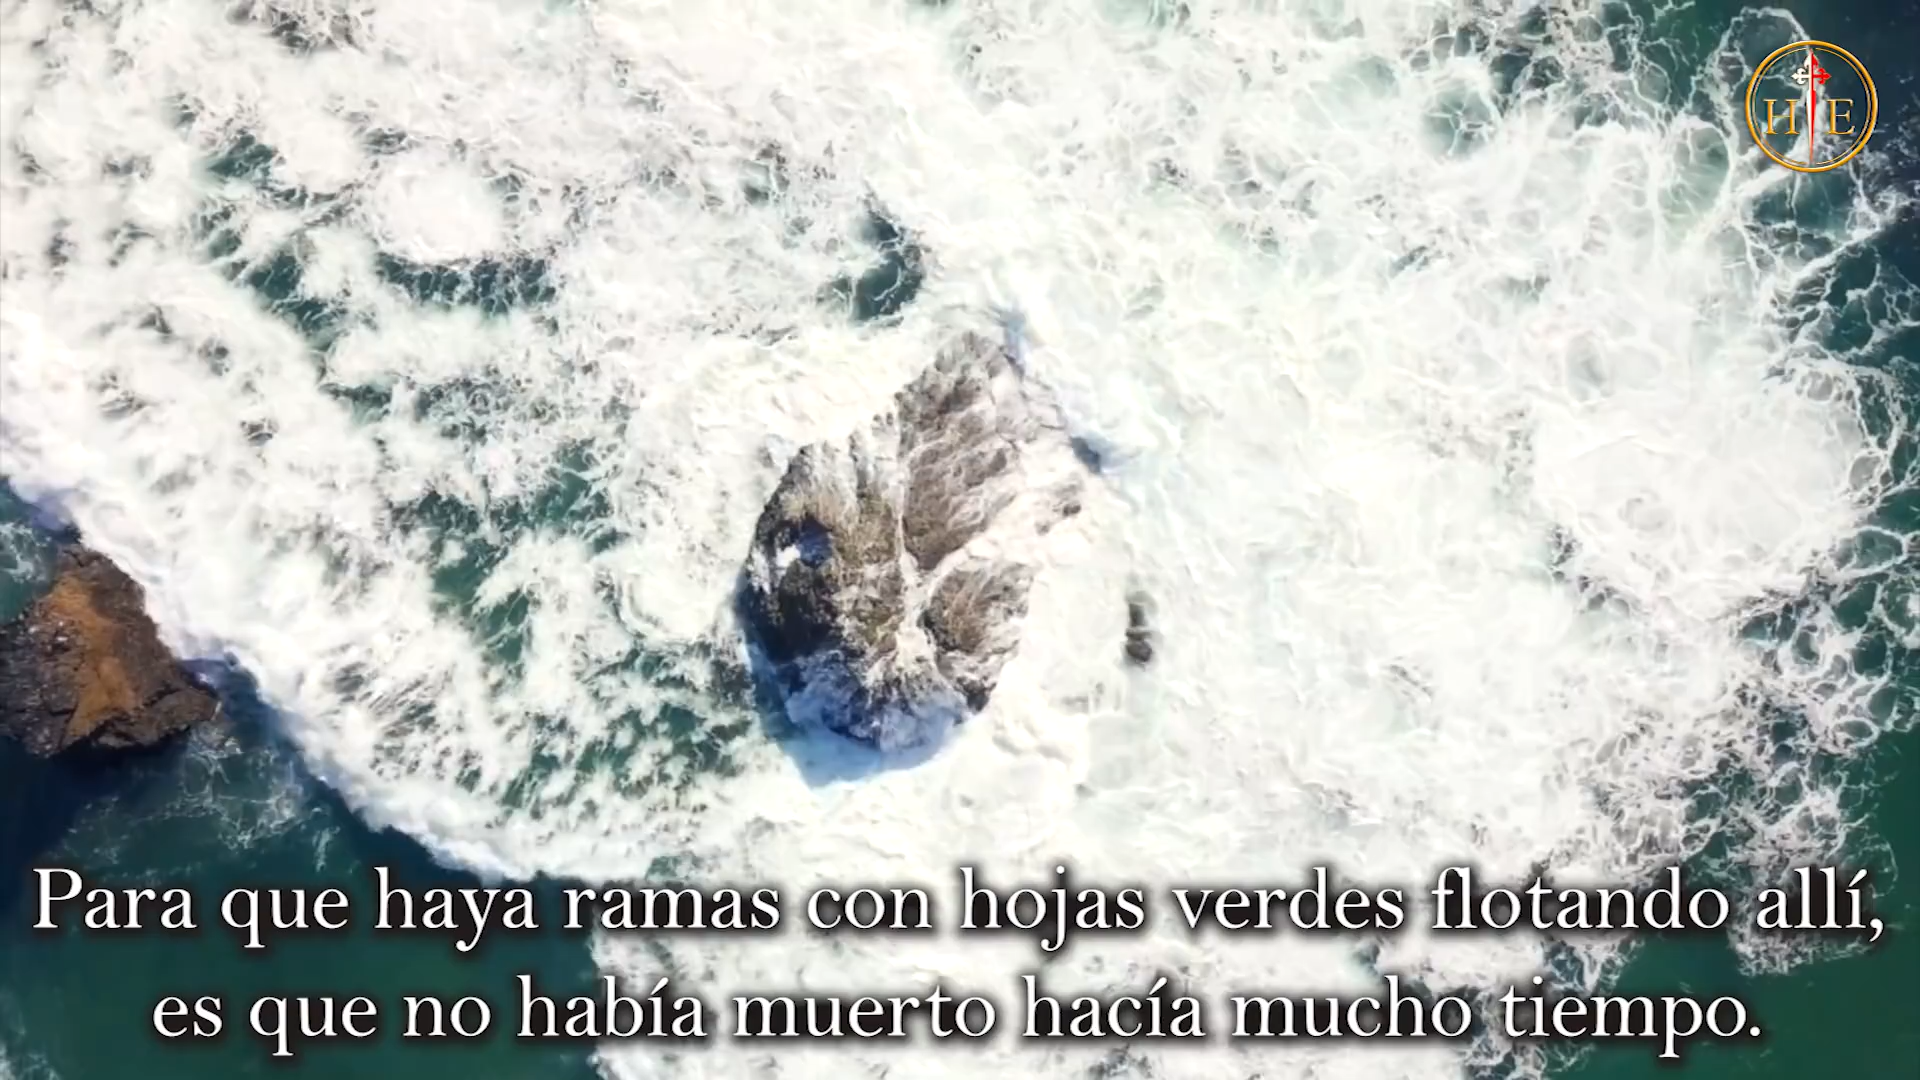 H E
Para que haya ramas con hojas verdes flotando allí,
es que no había muerto hacía mucho tiempo.